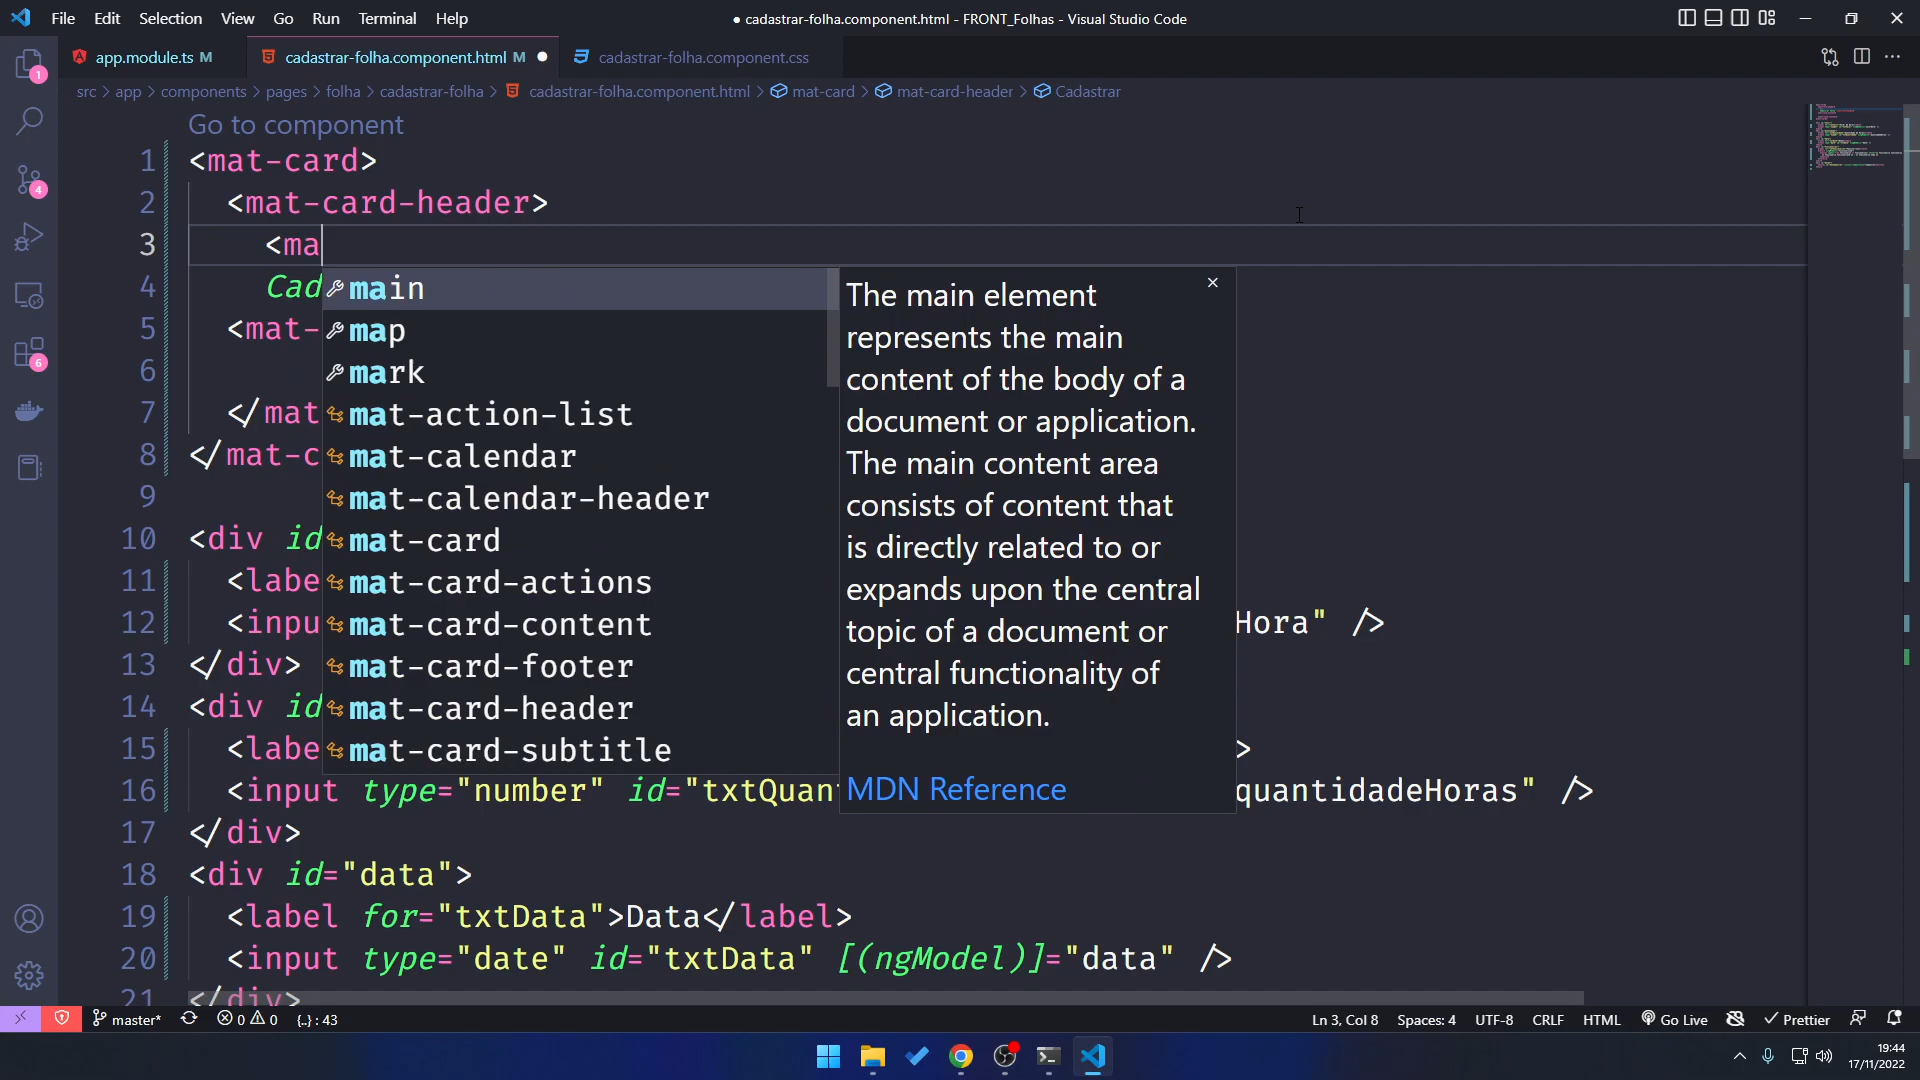 File Edit Selection View Go Run Terminal Help
● cadastrar-folha.component.html - FRONT_Folhas - Visual Studio Code
app.module.ts M
cadastrar-folha.component.html M
cadastrar-folha.component.css
src > app > components > pages > folha > cadastrar-folha > cadastrar-folha.component.html > mat-card > mat-card-header > Cadastrar
Go to component
1 <mat-card>
2 <mat-card-header>
3 <ma
4 Cad
5 <mat-
6
7 </mat
8 </mat-c
9
10 <div id
11 <labe
12 <inpu Hora" />
13 </div>
14 <div id
15 <labe >
16 <input type="number" id="txtQuan quantidadeHoras" />
17 </div>
18 <div id="data">
19 <label for="txtData">Data</label>
20 <input type="date" id="txtData" [(ngModel)]="data" />
21 </div>
main
map
mark
mat-action-list
mat-calendar
mat-calendar-header
mat-card
mat-card-actions
mat-card-content
mat-card-footer
mat-card-header
mat-card-subtitle
The main element
represents the main
content of the body of a
document or application.
The main content area
consists of content that
is directly related to or
expands upon the central
topic of a document or
central functionality of
an application.
MDN Reference
1
4
6
master* 0 0 {..} : 43
Ln 3, Col 8 Spaces: 4 UTF-8 CRLF HTML Go Live Prettier
19:44
17/11/2022